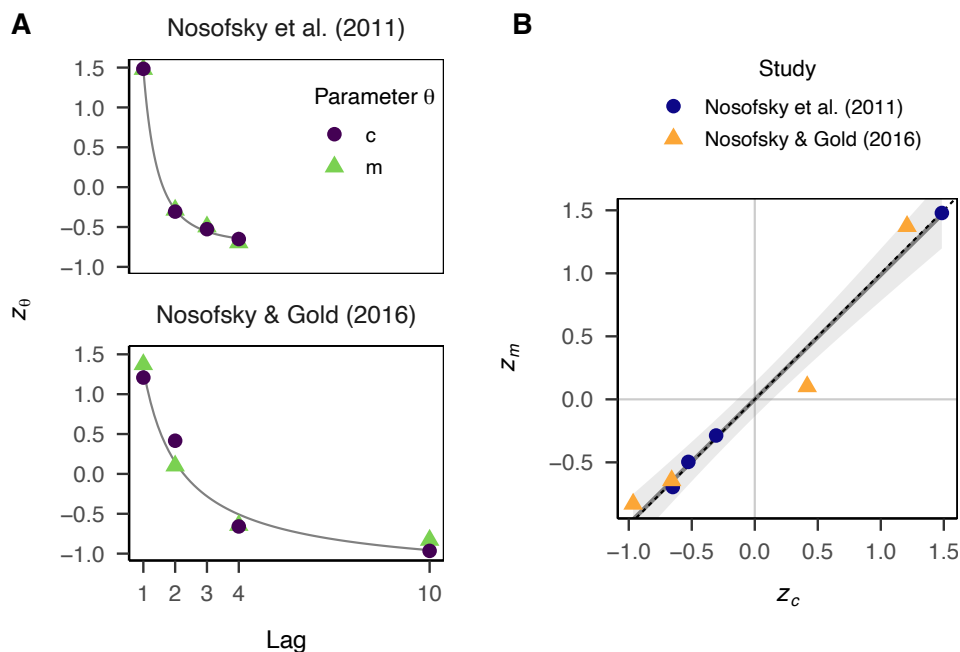 A
Nosofsky et al. (2011)
1.5
1.0
0.5
0.0
−0.5
−1.0
Parameter θ
c
m
zθ
Nosofsky & Gold (2016)
1.5
1.0
0.5
0.0
−0.5
−1.0
1 2 3 4 10
Lag
B
Study
Nosofsky et al. (2011)
Nosofsky & Gold (2016)
1.5
1.0
0.5
0.0
−0.5
zm
−1.0 −0.5 0.0 0.5 1.0 1.5
zc